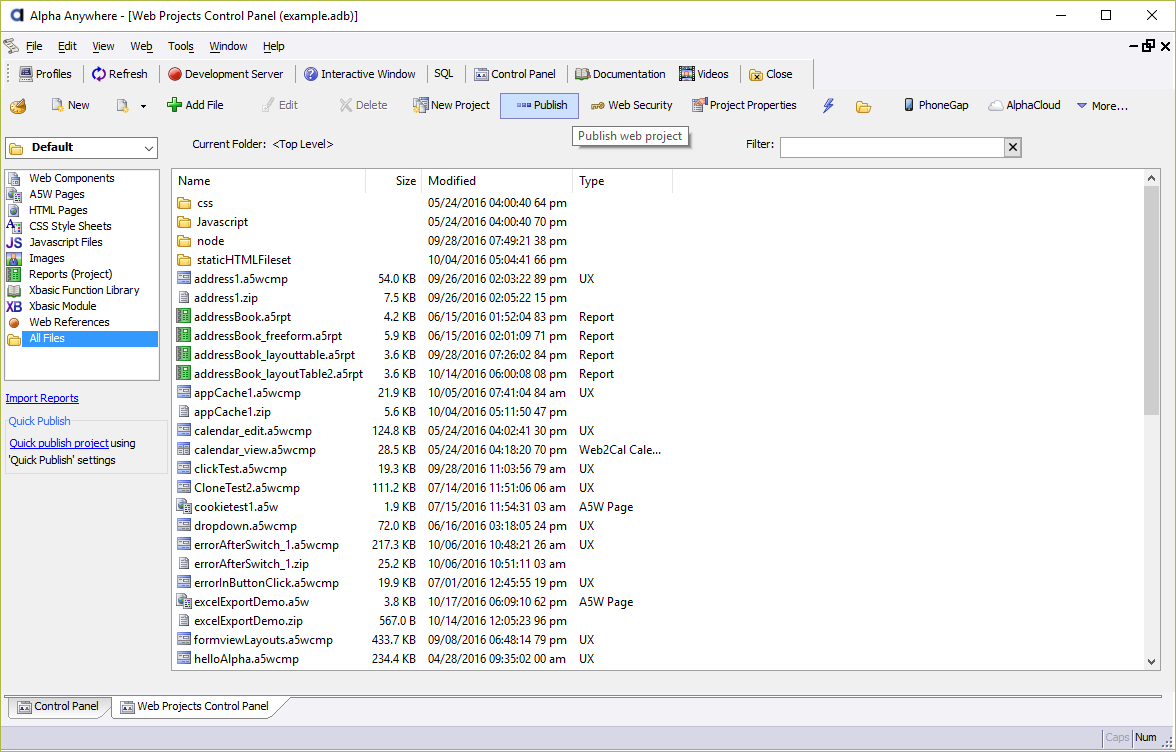 Alpha Anywhere - [Web Projects Control Panel (example.adb)]
File Edit View Web Tools Window Help
Profiles Refresh Development Server Interactive Window SQL Control Panel Documentation Videos Close
New Add File Edit Delete New Project Publish Web Security Project Properties PhoneGap AlphaCloud More...
Publish web project
Default Current Folder: <Top Level> Filter:
Web Components
A5W Pages
HTML Pages
CSS Style Sheets
Javascript Files
Images
Reports (Project)
Xbasic Function Library
Xbasic Module
Web References
All Files
Import Reports
Quick Publish
Quick publish project using
'Quick Publish' settings
Name Size Modified Type
css 05/24/2016 04:00:40 64 pm
Javascript 05/24/2016 04:00:40 70 pm
node 09/28/2016 07:49:21 38 pm
staticHTMLFileset 10/04/2016 05:04:41 66 pm
address1.a5wcmp 54.0 KB 09/26/2016 02:03:22 89 pm UX
address1.zip 7.5 KB 09/26/2016 02:05:22 15 pm
addressBook.a5rpt 4.2 KB 06/15/2016 01:52:04 83 pm Report
addressBook_freeform.a5rpt 5.9 KB 06/15/2016 02:01:09 71 pm Report
addressBook_layouttable.a5rpt 3.6 KB 09/28/2016 07:26:02 84 pm Report
addressBook_layoutTable2.a5rpt 3.6 KB 10/14/2016 06:00:08 08 pm Report
appCache1.a5wcmp 21.9 KB 10/05/2016 07:41:04 84 am UX
appCache1.zip 5.6 KB 10/04/2016 05:11:50 47 pm
calendar_edit.a5wcmp 124.8 KB 05/24/2016 04:02:41 30 pm UX
calendar_view.a5wcmp 28.5 KB 05/24/2016 04:18:20 70 pm Web2Cal Cale...
clickTest.a5wcmp 19.3 KB 09/28/2016 11:03:56 79 am UX
CloneTest2.a5wcmp 111.2 KB 07/14/2016 11:51:06 06 am UX
cookietest1.a5w 1.9 KB 07/15/2016 11:54:31 03 am A5W Page
dropdown.a5wcmp 72.0 KB 06/16/2016 03:18:05 24 pm UX
errorAfterSwitch_1.a5wcmp 217.3 KB 10/06/2016 10:48:21 26 am UX
errorAfterSwitch_1.zip 25.2 KB 10/06/2016 10:51:11 03 am
errorInButtonClick.a5wcmp 19.9 KB 07/01/2016 12:45:55 19 pm UX
excelExportDemo.a5w 3.8 KB 10/17/2016 06:09:10 62 pm A5W Page
excelExportDemo.zip 567.0 B 10/14/2016 12:05:23 96 pm
formviewLayouts.a5wcmp 433.7 KB 09/08/2016 06:48:14 79 pm UX
helloAlpha.a5wcmp 234.4 KB 04/28/2016 09:35:02 00 am UX
Control Panel Web Projects Control Panel
Caps Num